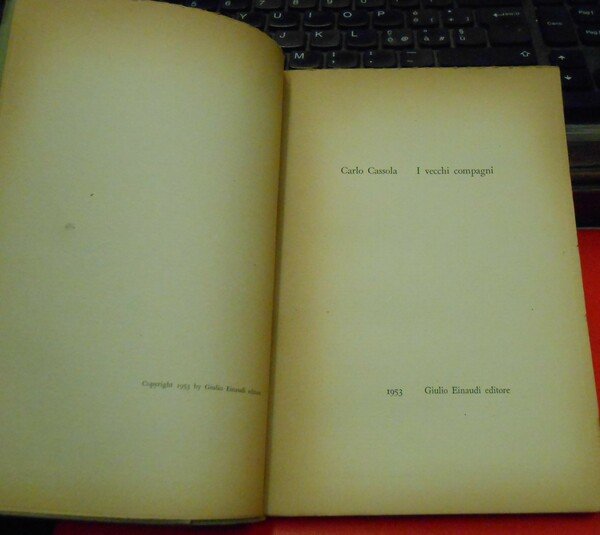 Copyright 1953 by Giulio Einaudi editore
Carlo Cassola I vecchi compagni
1953 Giulio Einaudi editore
Y U I O P
H J K L
M